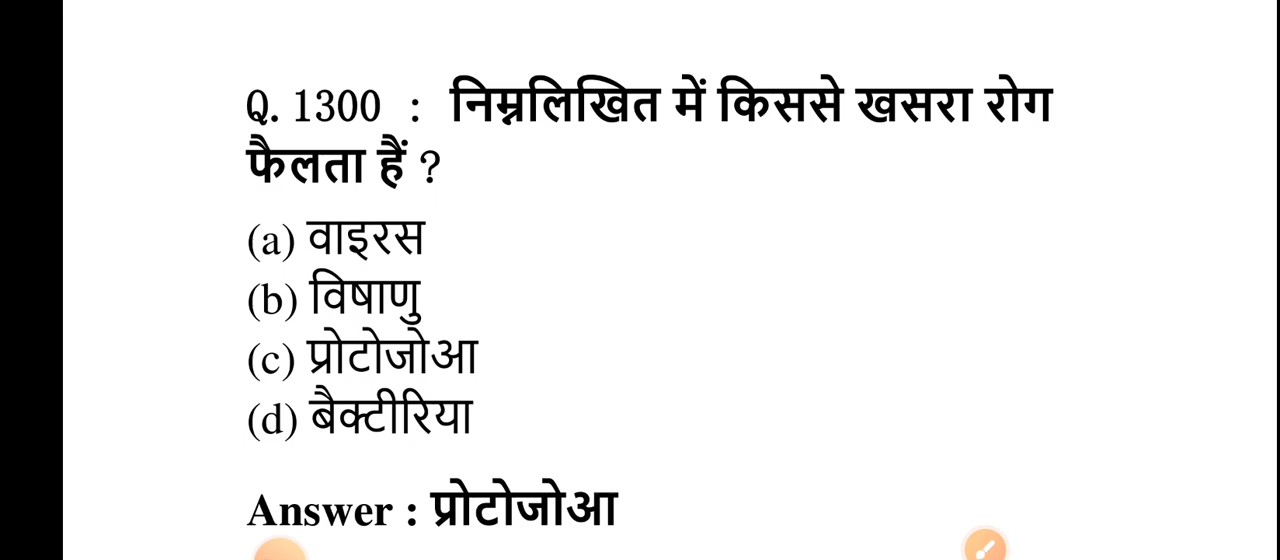 Q. 1300 : निम्नलिखित में किससे खसरा रोग
फैलता हैं ?
(a) वाइरस
(b) विषाणु
(c) प्रोटोजोआ
(d) बैक्टीरिया
Answer : प्रोटोजोआ